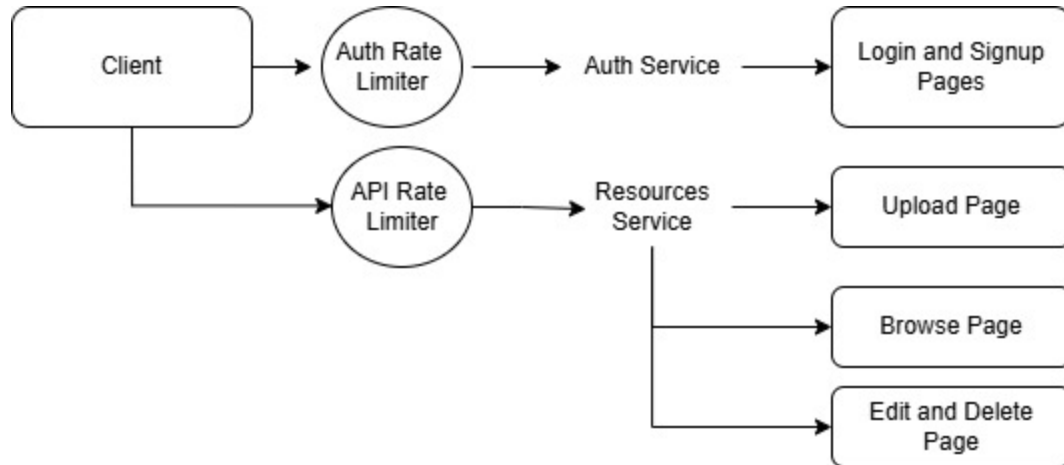 Client
Auth Rate
Limiter
Auth Service
Login and Signup
Pages
API Rate
Limiter
Resources
Service
Upload Page
Browse Page
Edit and Delete
Page